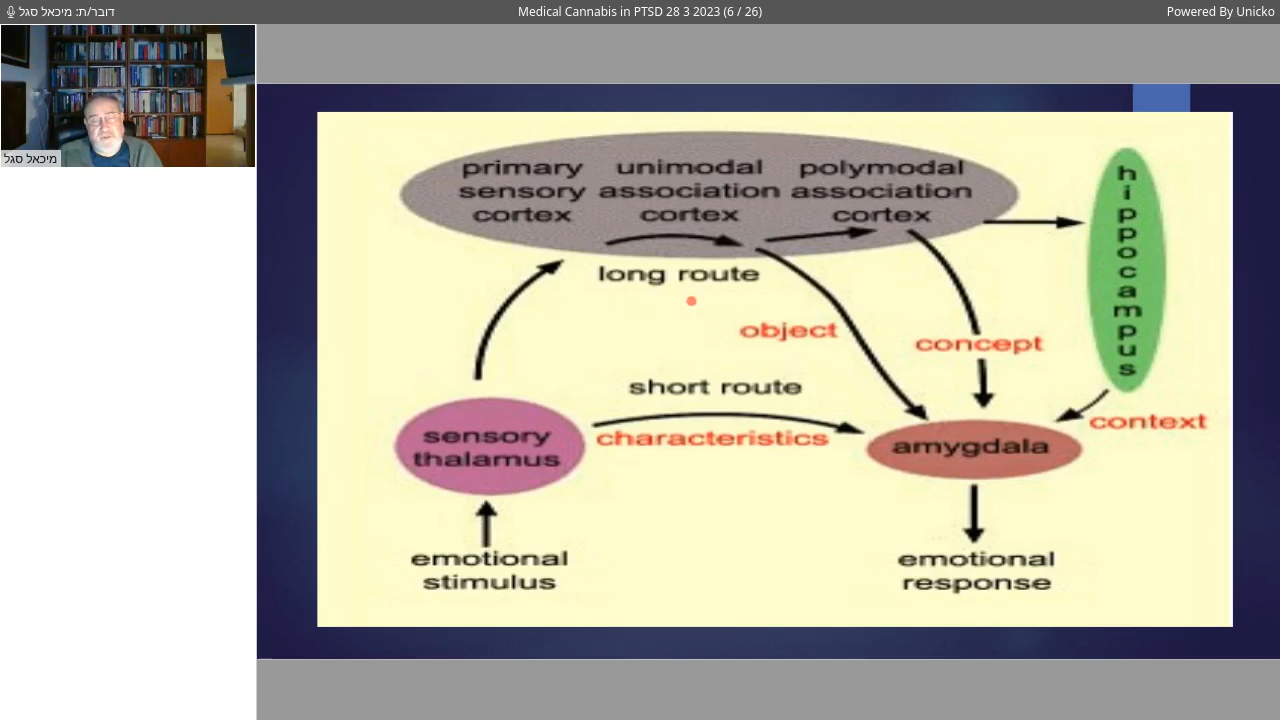 דובר/ת: מיכאל סגל
Medical Cannabis in PTSD 28 3 2023 (6 / 26)
Powered By Unicko
מיכאל סגל
primary sensory cortex
unimodal association cortex
polymodal association cortex
hippocampus
long route
object
concept
short route
characteristics
context
sensory
thalamus
amygdala
emotional
stimulus
emotional
response